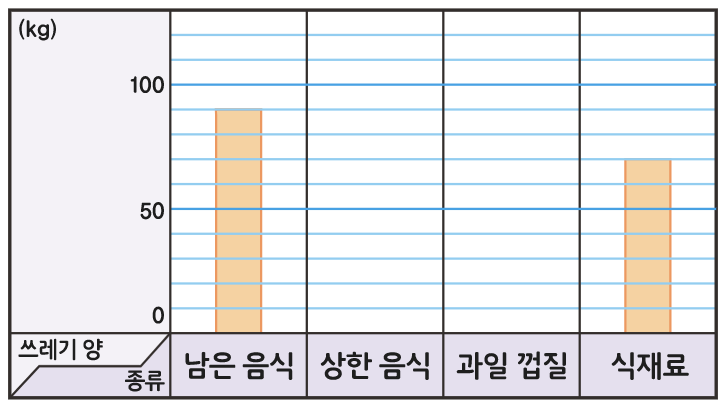 (kg)
100
50
0
쓰레기 양
종류
남은 음식
상한 음식
과일 껍질
식재료